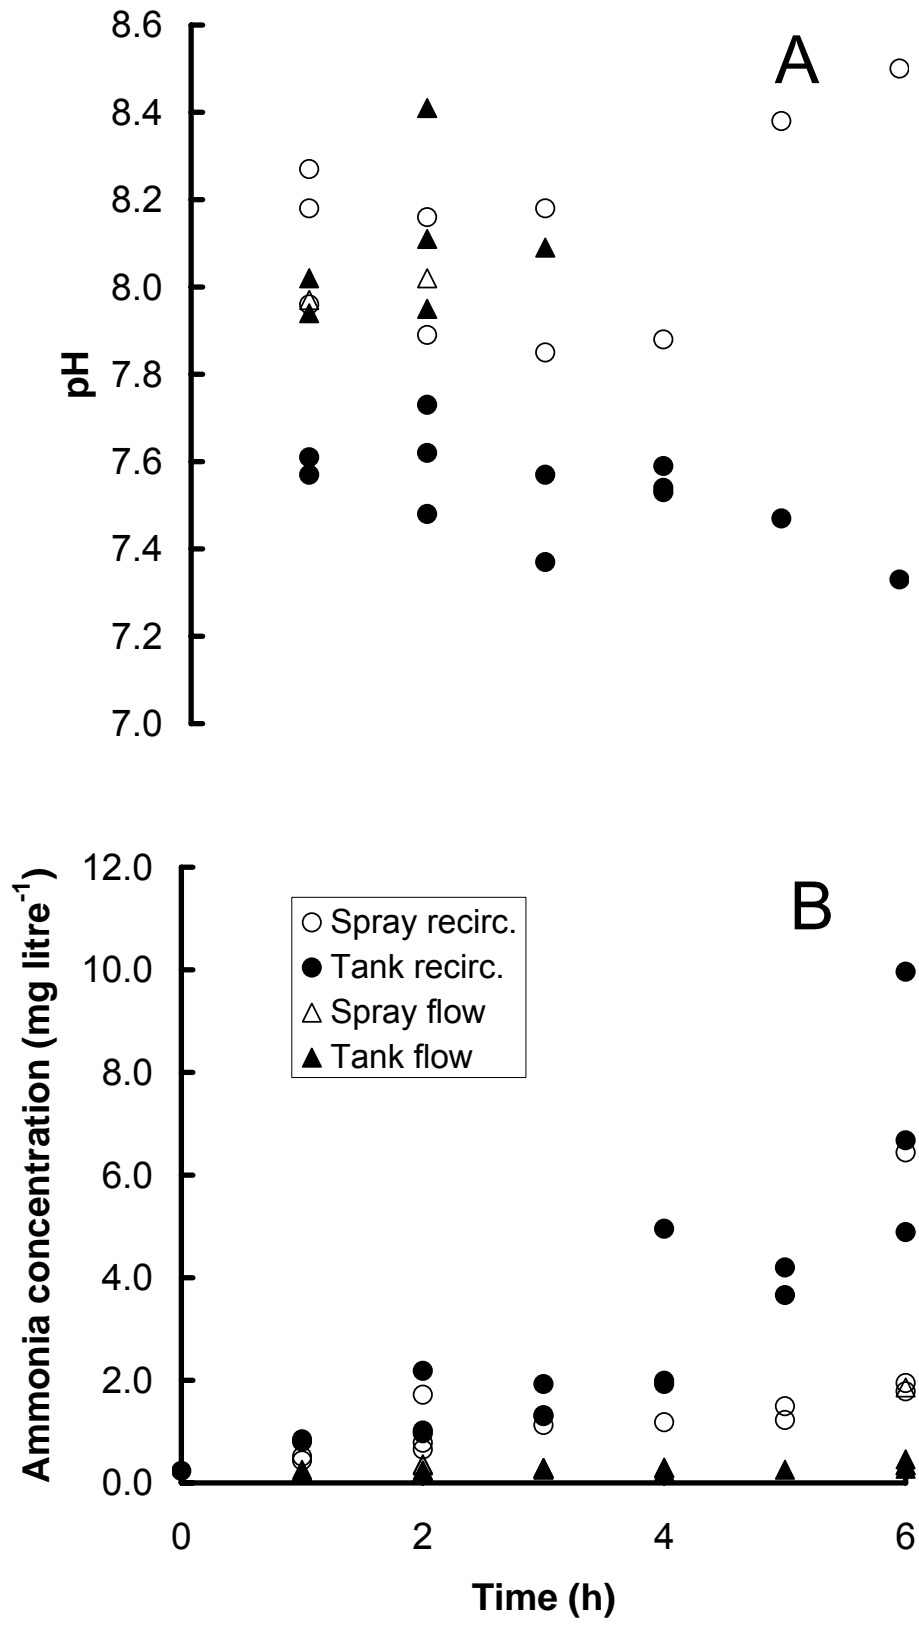 8.6
A
8.4
8.2
8.0
pH
7.8
7.6
7.4
7.2
7.0
12.0
B
Ammonia concentration (mg litre⁻¹)
Spray recirc.
10.0
Tank recirc.
Spray flow
8.0
Tank flow
6.0
4.0
2.0
0.0
0 2 4 6
Time (h)